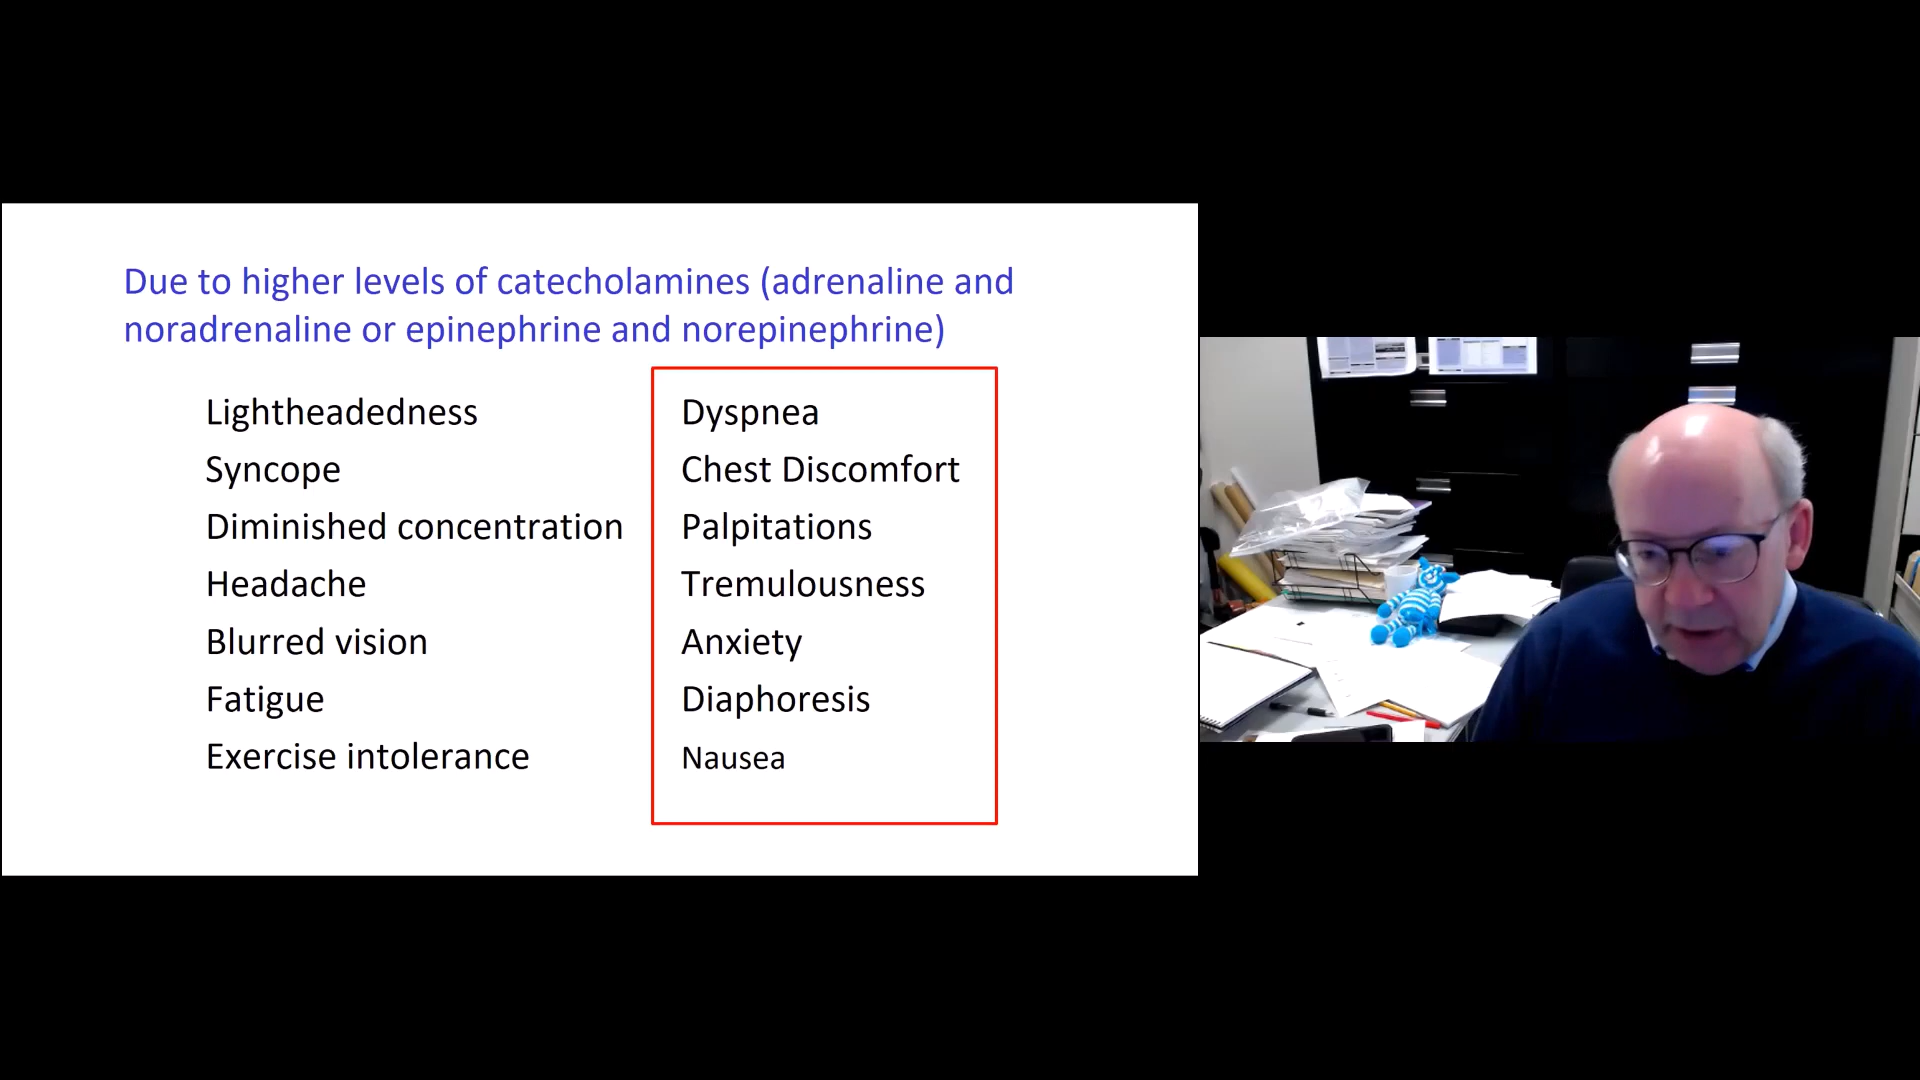 Due to higher levels of catecholamines (adrenaline and
noradrenaline or epinephrine and norepinephrine)
Lightheadedness
Syncope
Diminished concentration
Headache
Blurred vision
Fatigue
Exercise intolerance
Dyspnea
Chest Discomfort
Palpitations
Tremulousness
Anxiety
Diaphoresis
Nausea